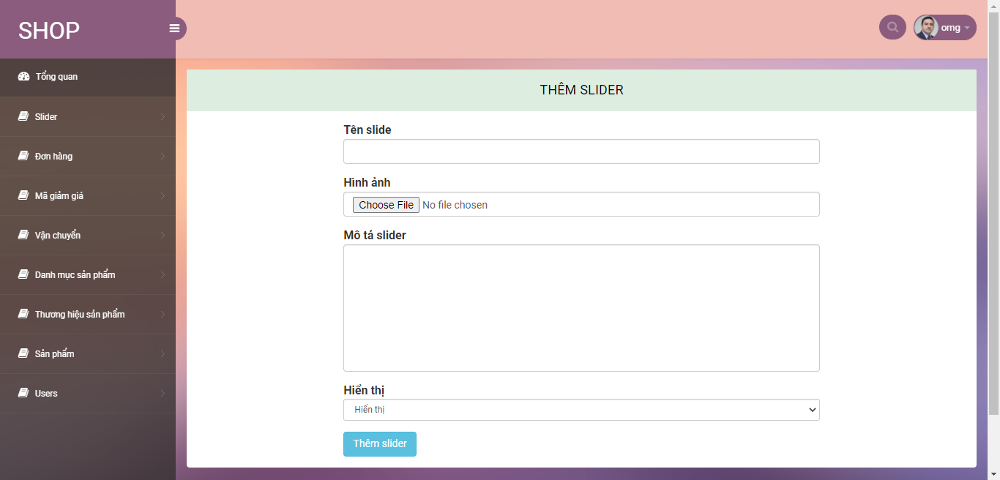 SHOP
omg
Tổng quan
Slider
Đơn hàng
Mã giảm giá
Vận chuyển
Danh mục sản phẩm
Thương hiệu sản phẩm
Sản phẩm
Users
THÊM SLIDER
Tên slide
Hình ảnh
Choose File No file chosen
Mô tả slider
Hiển thị
Hiển thị
Thêm slider